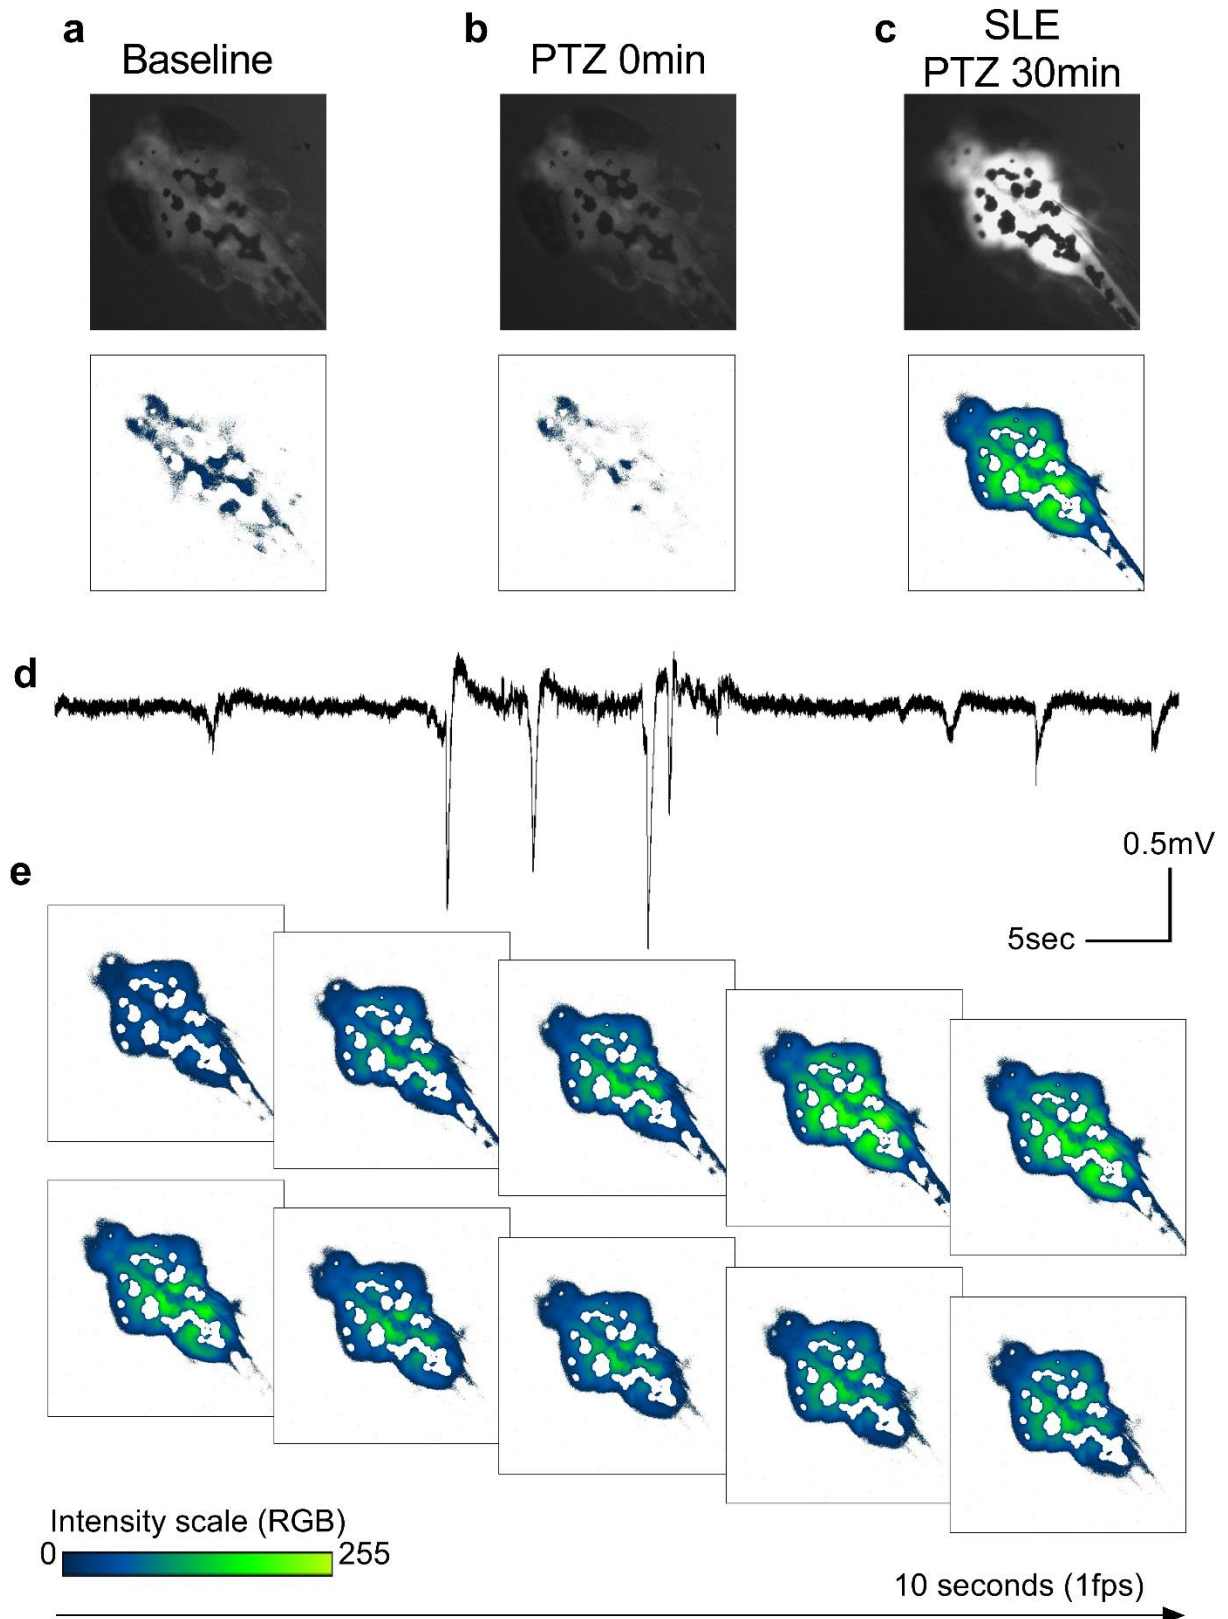 a
Baseline
b
PTZ 0min
c
SLE
PTZ 30min
d
0.5mV
5sec
e
Intensity scale (RGB)
0
255
10 seconds (1fps)